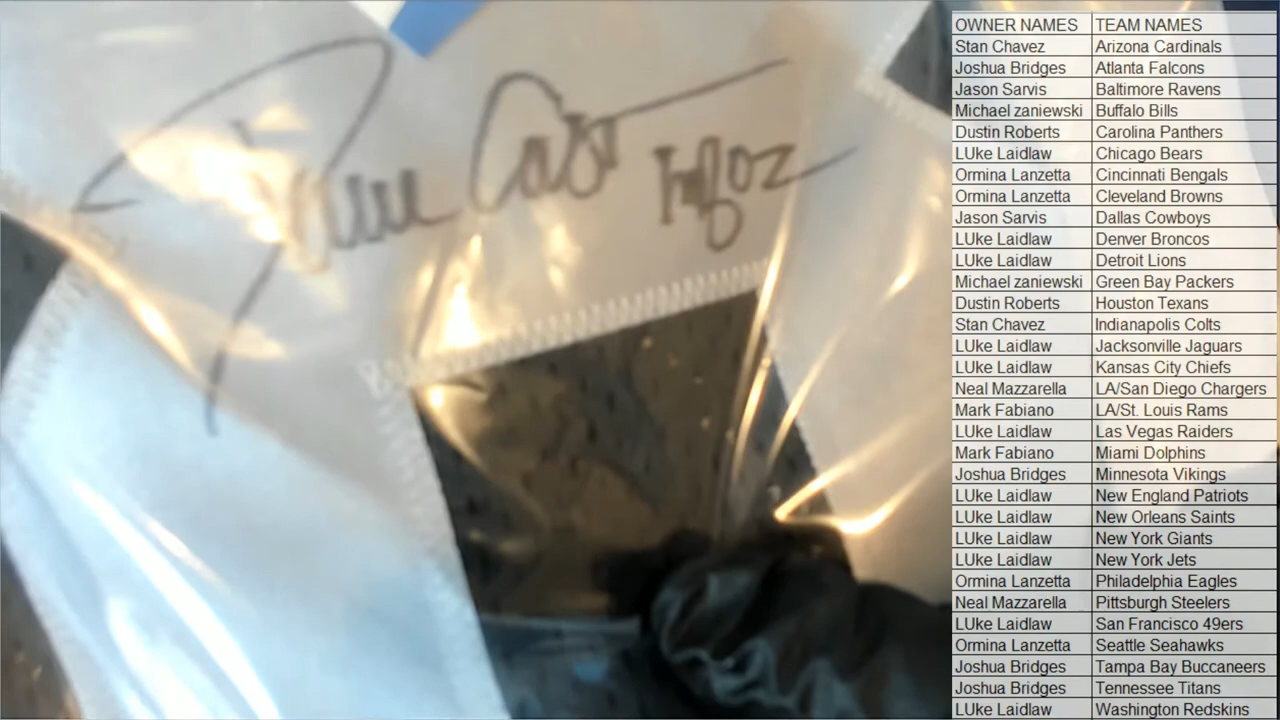 OWNER NAMES TEAM NAMES
Stan Chavez Arizona Cardinals
Joshua Bridges Atlanta Falcons
Jason Sarvis Baltimore Ravens
Michael zaniewski Buffalo Bills
Dustin Roberts Carolina Panthers
LUke Laidlaw Chicago Bears
Ormina Lanzetta Cincinnati Bengals
Ormina Lanzetta Cleveland Browns
Jason Sarvis Dallas Cowboys
LUke Laidlaw Denver Broncos
LUke Laidlaw Detroit Lions
Michael zaniewski Green Bay Packers
Dustin Roberts Houston Texans
Stan Chavez Indianapolis Colts
LUke Laidlaw Jacksonville Jaguars
LUke Laidlaw Kansas City Chiefs
Neal Mazzarella LA/San Diego Chargers
Mark Fabiano LA/St. Louis Rams
LUke Laidlaw Las Vegas Raiders
Mark Fabiano Miami Dolphins
Joshua Bridges Minnesota Vikings
LUke Laidlaw New England Patriots
LUke Laidlaw New Orleans Saints
LUke Laidlaw New York Giants
LUke Laidlaw New York Jets
Ormina Lanzetta Philadelphia Eagles
Neal Mazzarella Pittsburgh Steelers
LUke Laidlaw San Francisco 49ers
Ormina Lanzetta Seattle Seahawks
Joshua Bridges Tampa Bay Buccaneers
Joshua Bridges Tennessee Titans
LUke Laidlaw Washington Redskins